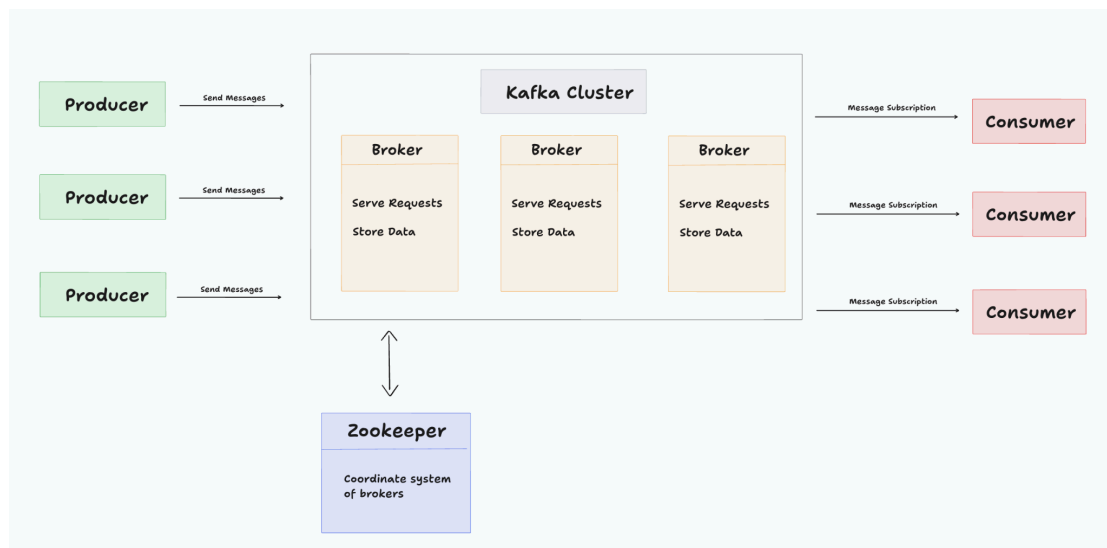 Kafka Cluster
Producer
Send Messages
Producer
Send Messages
Producer
Send Messages
Broker
Serve Requests
Store Data
Broker
Serve Requests
Store Data
Broker
Serve Requests
Store Data
Message Subscription
Consumer
Message Subscription
Consumer
Message Subscription
Consumer
Zookeeper
Coordinate system
of brokers